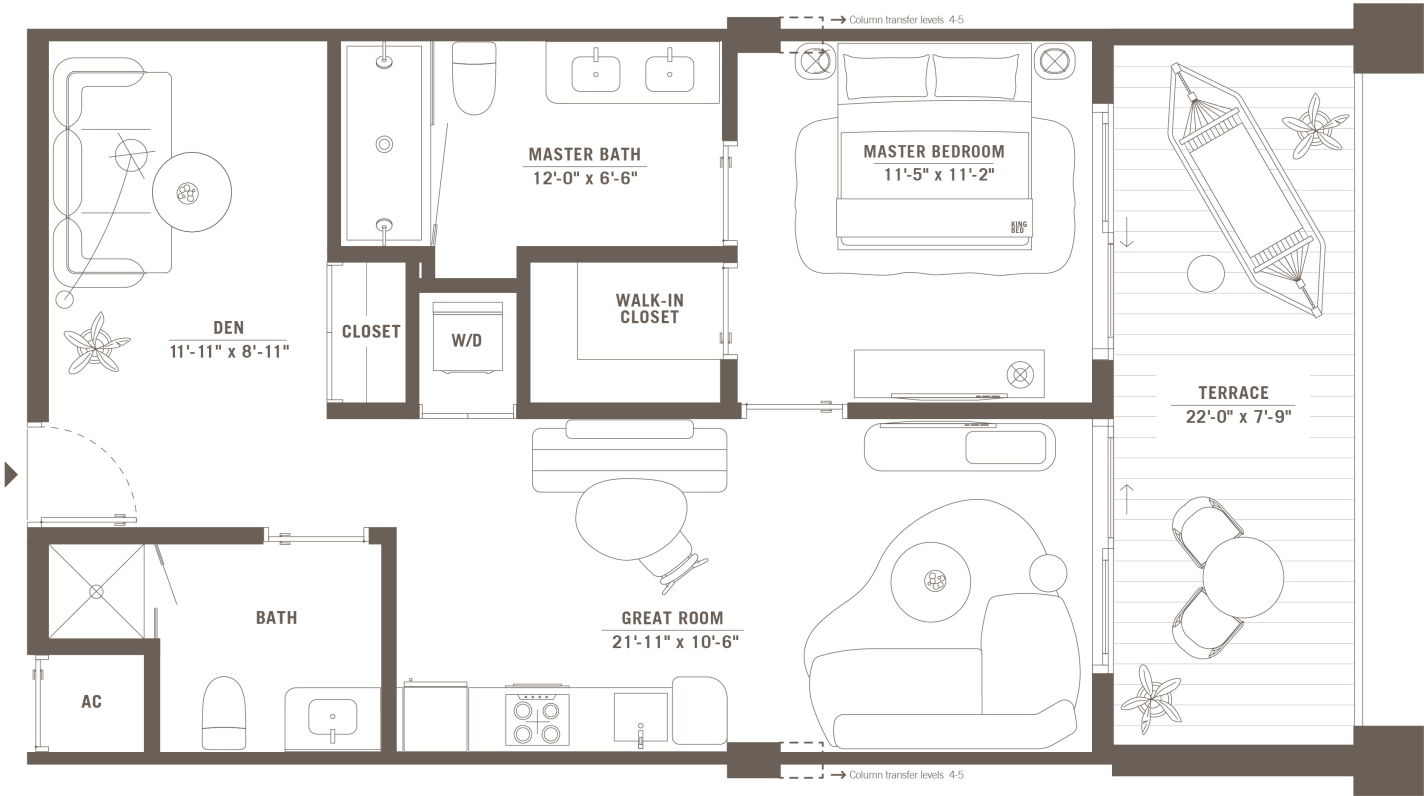 Column transfer levels 4-5
MASTER BATH
12'-0" x 6'-6"
MASTER BEDROOM
11'-5" x 11'-2"
KING
BED
WALK-IN
CLOSET
DEN
11'-11" x 8'-11"
CLOSET
W/D
TERRACE
22'-0" x 7'-9"
BATH
GREAT ROOM
21'-11" x 10'-6"
AC
Column transfer levels 4-5